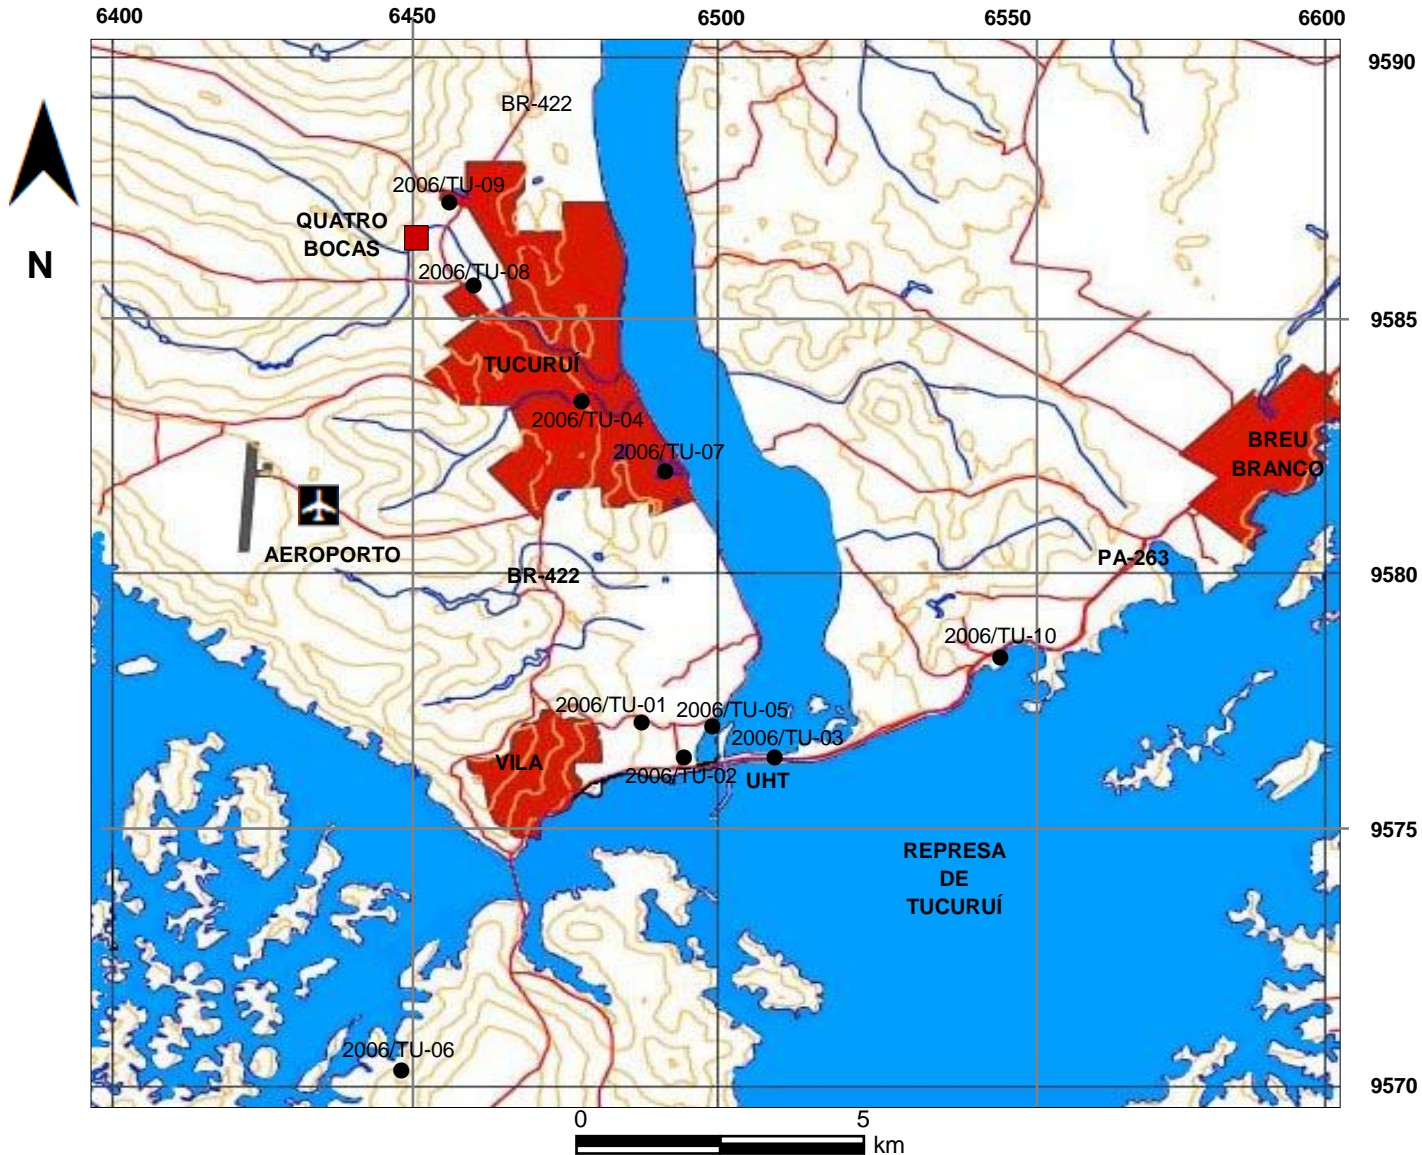 6400 6450 6500 6550 6600
9590
BR-422
2006/TU-09
QUATRO
BOCAS
N
2006/TU-08
9585
TUCURUÍ
2006/TU-04
2006/TU-07
BREU
BRANCO
AEROPORTO
PA-263
BR-422
9580
2006/TU-10
2006/TU-01
2006/TU-05
2006/TU-03
VILA
2006/TU-02
UHT
9575
REPRESA
DE
TUCURUÍ
2006/TU-06
9570
0 5
km